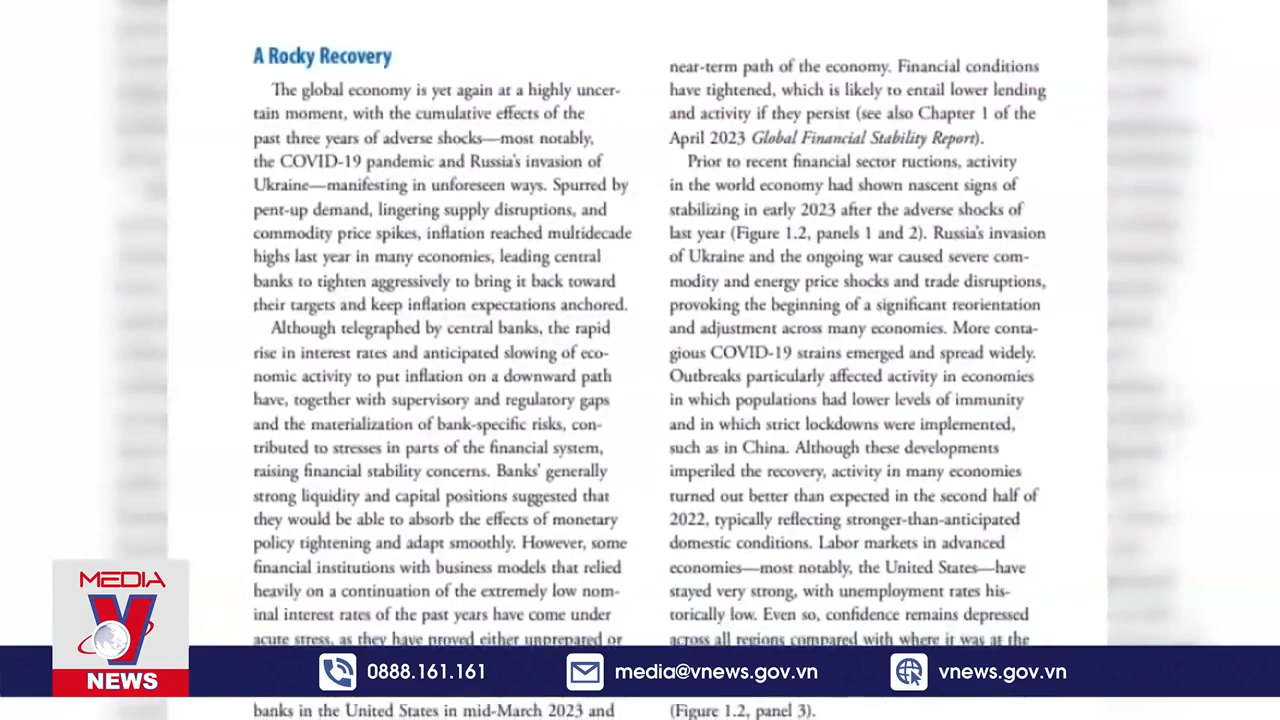 A Rocky Recovery
The global economy is yet again at a highly uncer-
tain moment, with the cumulative effects of the
past three years of adverse shocks—most notably,
the COVID-19 pandemic and Russia's invasion of
Ukraine—manifesting in unforeseen ways. Spurred by
pent-up demand, lingering supply disruptions, and
commodity price spikes, inflation reached multidecade
highs last year in many economies, leading central
banks to tighten aggressively to bring it back toward
their targets and keep inflation expectations anchored.
Although telegraphed by central banks, the rapid
rise in interest rates and anticipated slowing of eco-
nomic activity to put inflation on a downward path
have, together with supervisory and regulatory gaps
and the materialization of bank-specific risks, con-
tributed to stresses in parts of the financial system,
raising financial stability concerns. Banks' generally
strong liquidity and capital positions suggested that
they would be able to absorb the effects of monetary
policy tightening and adapt smoothly. However, some
financial institutions with business models that relied
heavily on a continuation of the extremely low nom-
inal interest rates of the past years have come under
acute stress, as they have proved either unprepared or
banks in the United States in mid-March 2023 and
near-term path of the economy. Financial conditions
have tightened, which is likely to entail lower lending
and activity if they persist (see also Chapter 1 of the
April 2023 Global Financial Stability Report).
Prior to recent financial sector ructions, activity
in the world economy had shown nascent signs of
stabilizing in early 2023 after the adverse shocks of
last year (Figure 1.2, panels 1 and 2). Russia's invasion
of Ukraine and the ongoing war caused severe com-
modity and energy price shocks and trade disruptions,
provoking the beginning of a significant reorientation
and adjustment across many economies. More conta-
gious COVID-19 strains emerged and spread widely.
Outbreaks particularly affected activity in economies
in which populations had lower levels of immunity
and in which strict lockdowns were implemented,
such as in China. Although these developments
imperiled the recovery, activity in many economies
turned out better than expected in the second half of
2022, typically reflecting stronger-than-anticipated
domestic conditions. Labor markets in advanced
economies—most notably, the United States—have
stayed very strong, with unemployment rates his-
torically low. Even so, confidence remains depressed
across all regions compared with where it was at the
(Figure 1.2, panel 3).
MEDIA
V
NEWS
0888.161.161
media@vnews.gov.vn
vnews.gov.vn